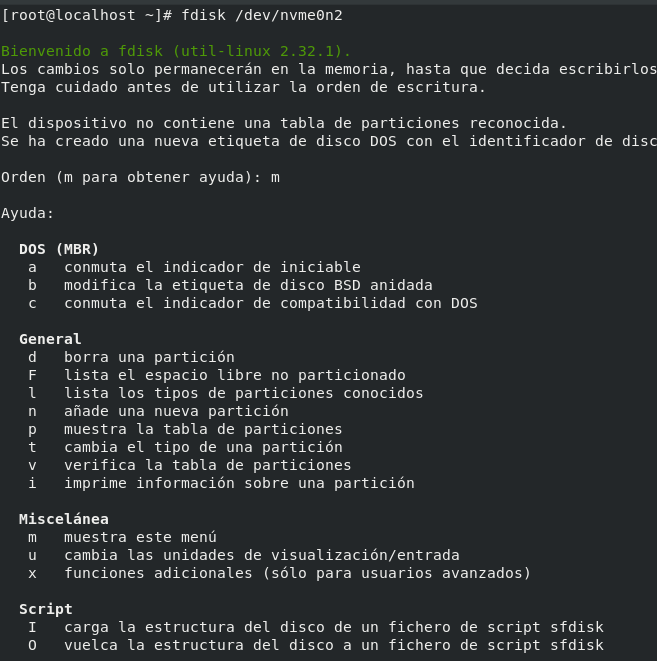 [root@localhost ~]# fdisk /dev/nvme0n2
Bienvenido a fdisk (util-linux 2.32.1).
Los cambios solo permanecerán en la memoria, hasta que decida escribirlos
Tenga cuidado antes de utilizar la orden de escritura.
El dispositivo no contiene una tabla de particiones reconocida.
Se ha creado una nueva etiqueta de disco DOS con el identificador de disc
Orden (m para obtener ayuda): m
Ayuda:
DOS (MBR)
a conmuta el indicador de iniciable
b modifica la etiqueta de disco BSD anidada
c conmuta el indicador de compatibilidad con DOS
General
d borra una partición
F lista el espacio libre no particionado
l lista los tipos de particiones conocidos
n añade una nueva partición
p muestra la tabla de particiones
t cambia el tipo de una partición
v verifica la tabla de particiones
i imprime información sobre una partición
Miscelánea
m muestra este menú
u cambia las unidades de visualización/entrada
x funciones adicionales (sólo para usuarios avanzados)
Script
I carga la estructura del disco de un fichero de script sfdisk
O vuelca la estructura del disco a un fichero de script sfdisk